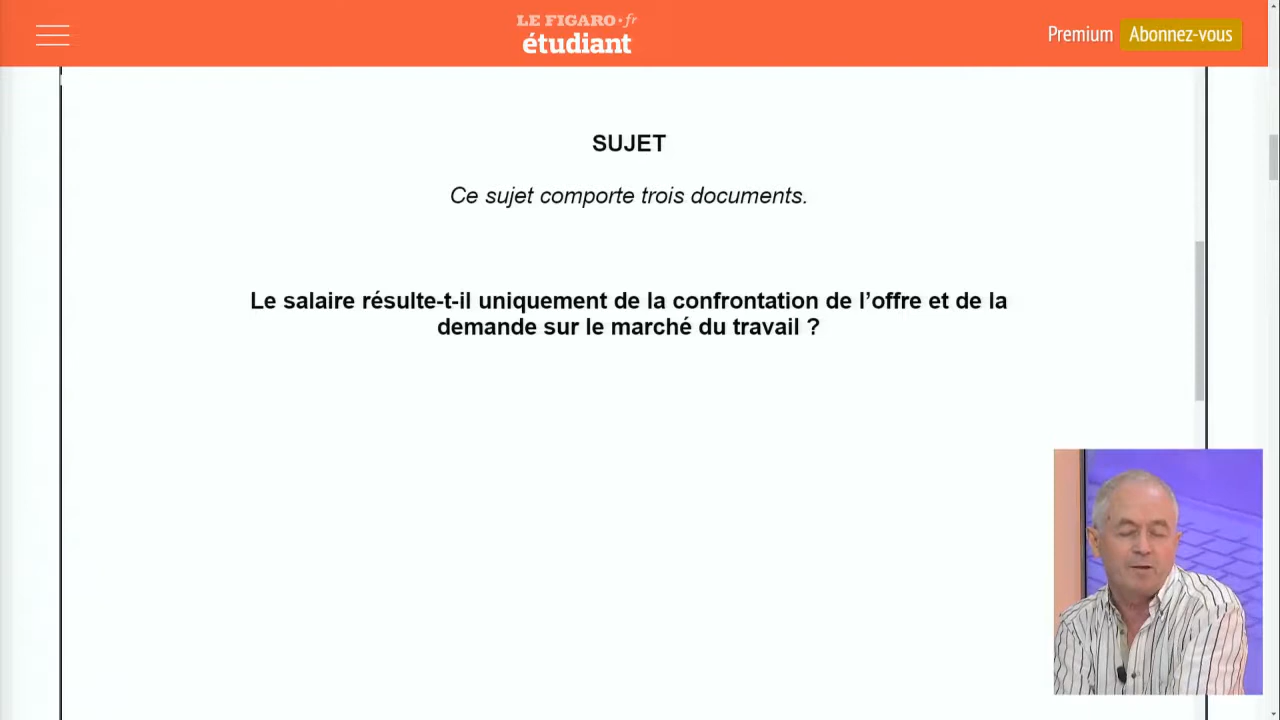 LE FIGARO·fr
étudiant
Premium
Abonnez-vous
SUJET
Ce sujet comporte trois documents.
Le salaire résulte-t-il uniquement de la confrontation de l’offre et de la
demande sur le marché du travail ?